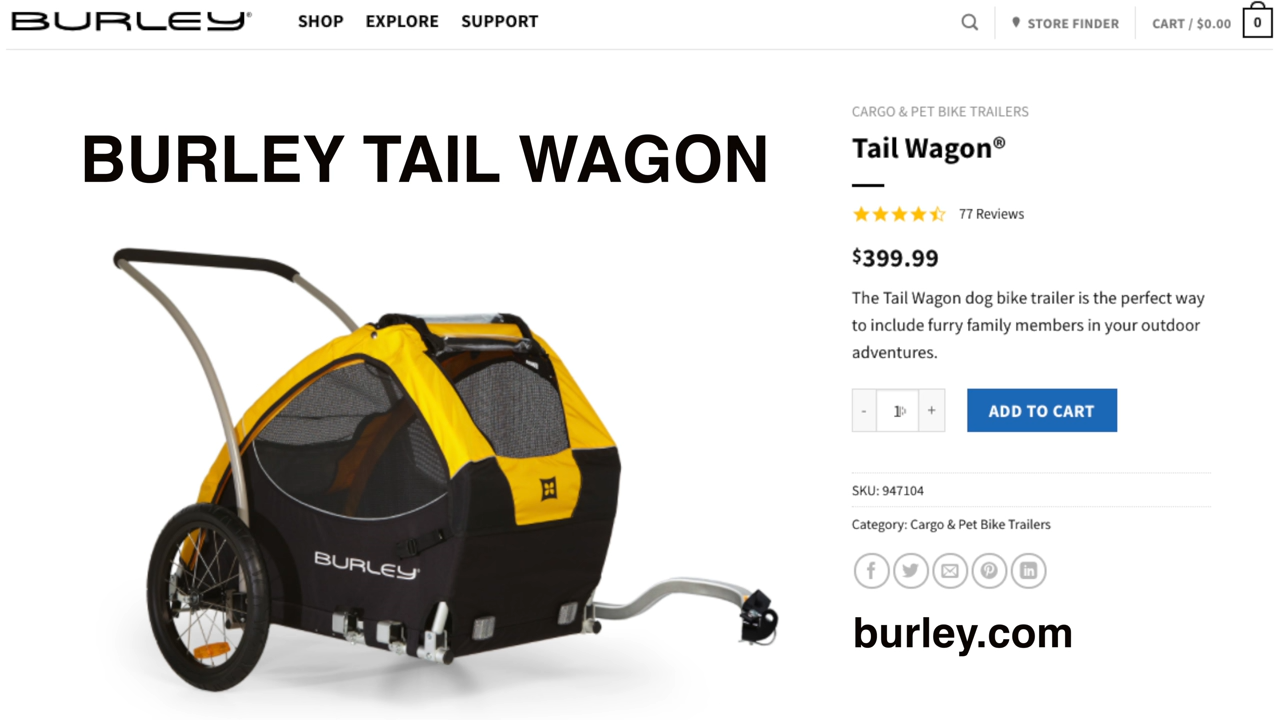 BURLEY®
SHOP EXPLORE SUPPORT
STORE FINDER
CART / $0.00
0
BURLEY TAIL WAGON
CARGO & PET BIKE TRAILERS
Tail Wagon®
77 Reviews
$399.99
The Tail Wagon dog bike trailer is the perfect way
to include furry family members in your outdoor
adventures.
- 1 +
ADD TO CART
SKU: 947104
Category: Cargo & Pet Bike Trailers
BURLEY
burley.com